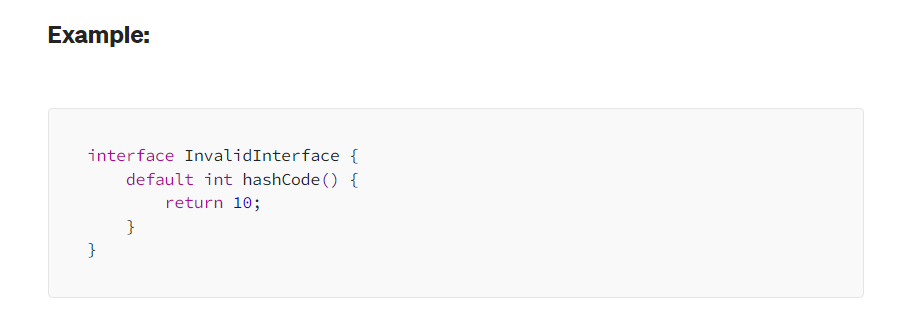 Example:
interface InvalidInterface {
    default int hashCode() {
        return 10;
    }
}